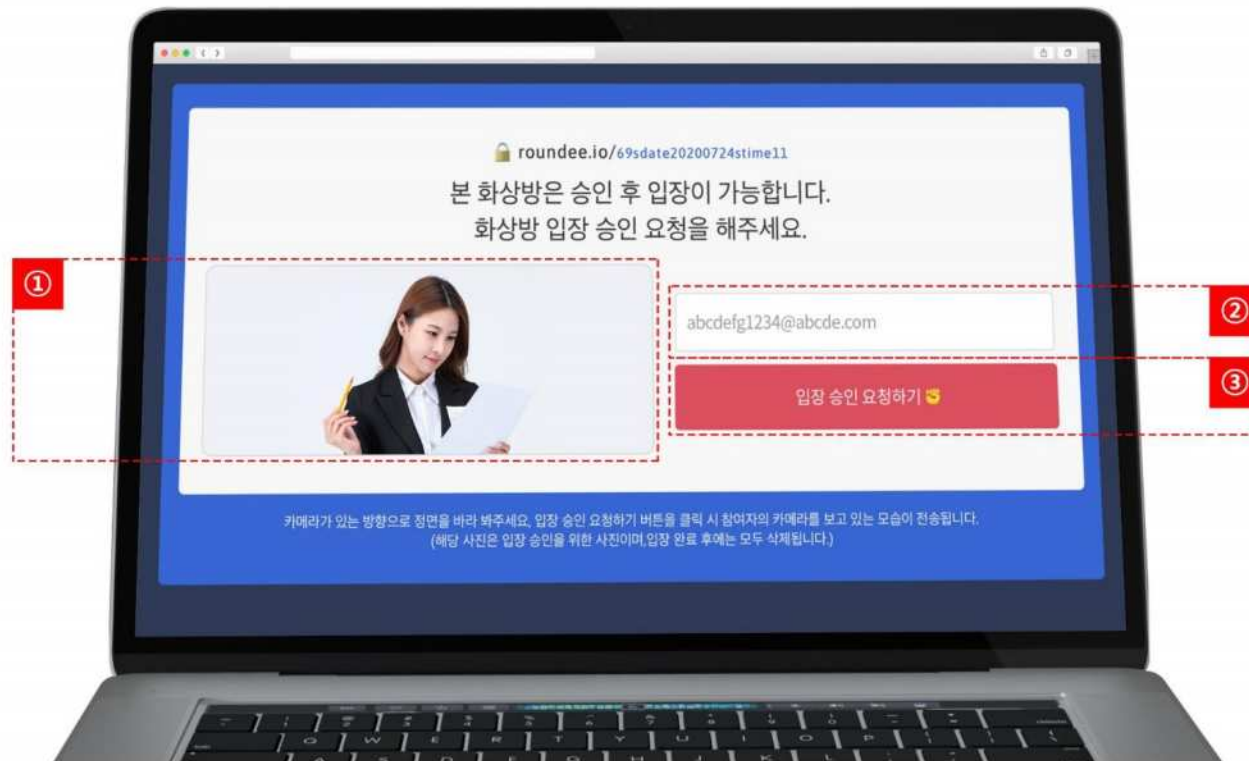 roundee.io/69sdate20200724stime11
본 화상방은 승인 후 입장이 가능합니다.
화상방 입장 승인 요청을 해주세요.
①
②
abcdefg1234@abcde.com
③
입장 승인 요청하기
카메라가 있는 방향으로 정면을 바라 봐주세요, 입장 승인 요청하기 버튼을 클릭 시 참여자의 카메라를 보고 있는 모습이 전송됩니다.
(해당 사진은 입장 승인을 위한 사진이며,입장 완료 후에는 모두 삭제됩니다.)